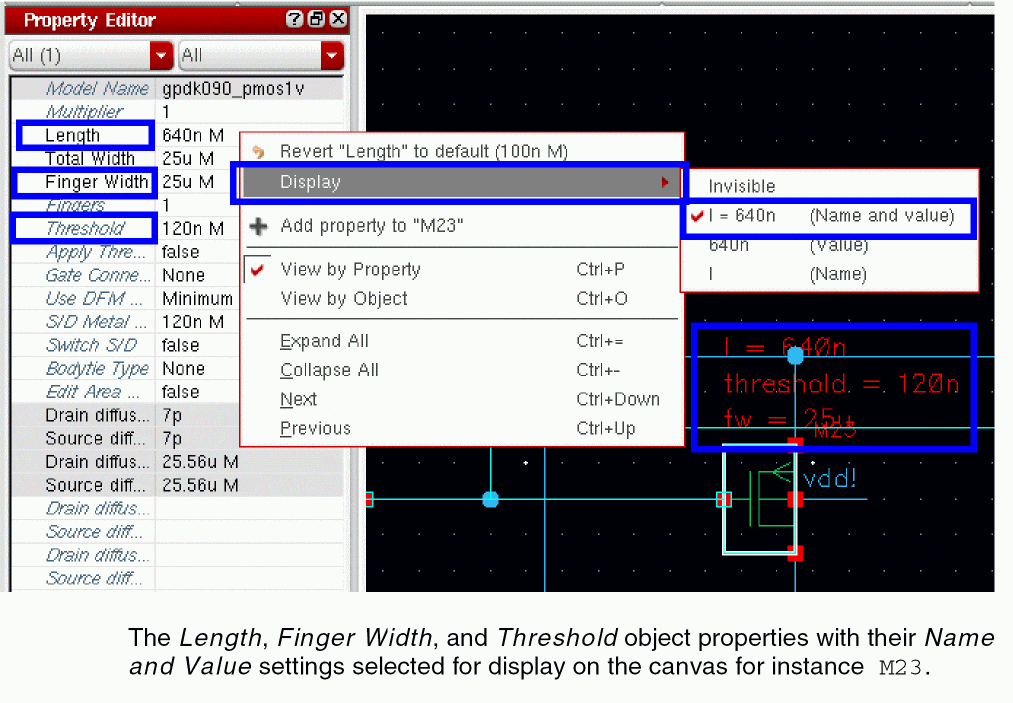 Property Editor
All (1) All
Model Name gpdk090_pmos1v
Multiplier 1
Length 640n M
Total Width 25u M
Finger Width 25u M
Fingers 1
Threshold 120n M
Apply Thre... false
Gate Conne... None
Use DFM ... Minimum
S/D Metal ... 120n M
Switch S/D false
Bodytie Type None
Edit Area ... false
Drain diffus... 7p
Source diff... 7p
Drain diffus... 25.56u M
Source diff... 25.56u M
Drain diffus...
Source diff...
Drain diffus...
Source diff...
Revert "Length" to default (100n M)
Display
Add property to "M23"
View by Property Ctrl+P
View by Object Ctrl+O
Expand All Ctrl+=
Collapse All Ctrl+-
Next Ctrl+Down
Previous Ctrl+Up
Invisible
l = 640n (Name and value)
640n (Value)
l (Name)
l = 640n
threshold = 120n
fw = 25u
M23
vdd!
The Length, Finger Width, and Threshold object properties with their Name
and Value settings selected for display on the canvas for instance M23.